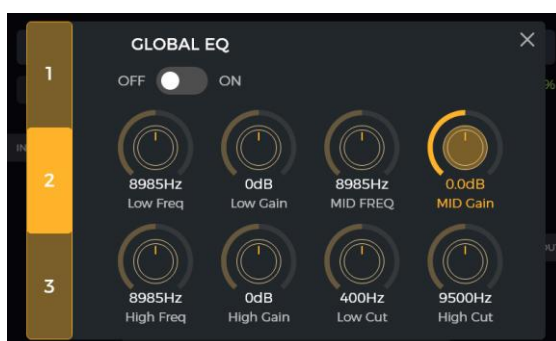 GLOBAL EQ
1
OFF ON
%
IN
8985Hz 0dB 8985Hz 0.0dB
2
Low Freq Low Gain MID FREQ MID Gain
3
8985Hz 0dB 400Hz 9500Hz
High Freq High Gain Low Cut High Cut